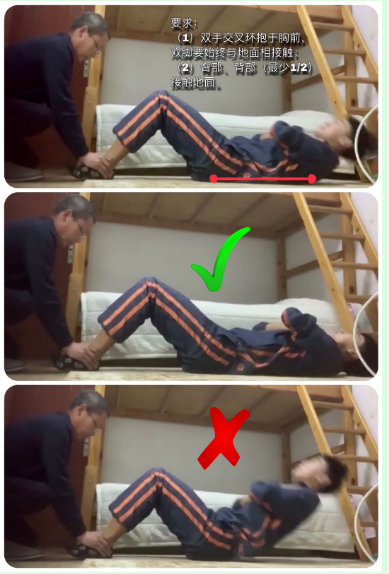 要求：
（1）双手交叉环抱于胸前，
双脚要始终与地面相接触；
（2）臀部、背部（最少1/2）
接触地面。